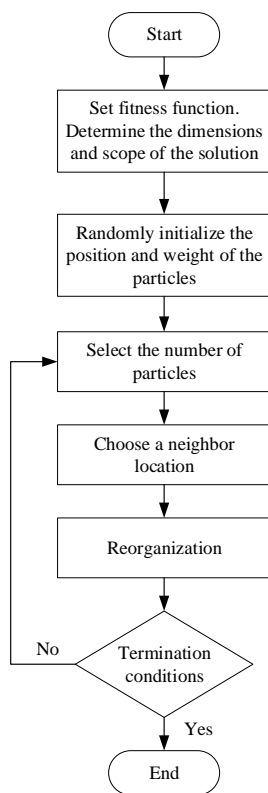 Start
Set fitness function.
Determine the dimensions
and scope of the solution
Randomly initialize the
position and weight of the
particles
Select the number of
particles
Choose a neighbor
location
Reorganization
No
Termination
conditions
Yes
End